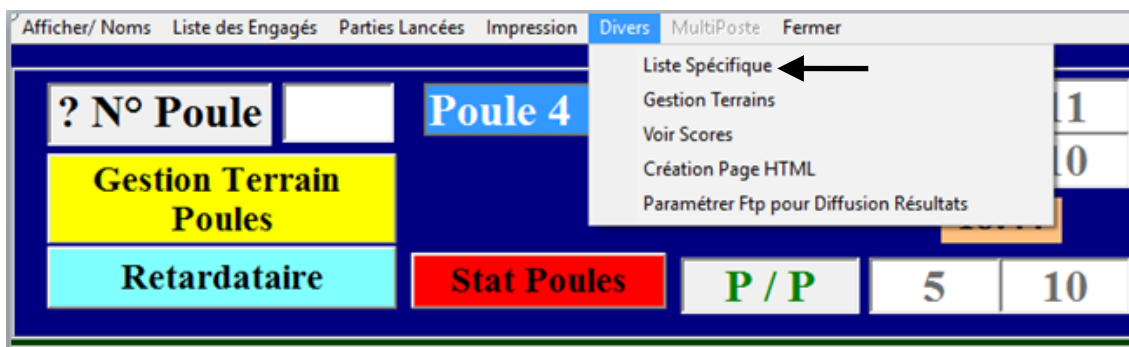 Afficher/ Noms Liste des Engagés Parties Lancées Impression Divers MultiPoste Fermer
Liste Spécifique
Gestion Terrains
Voir Scores
Création Page HTML
Paramétrer Ftp pour Diffusion Résultats
? N° Poule
Poule 4
11
10
Gestion Terrain
Poules
Retardataire
Stat Poules
P / P
5
10